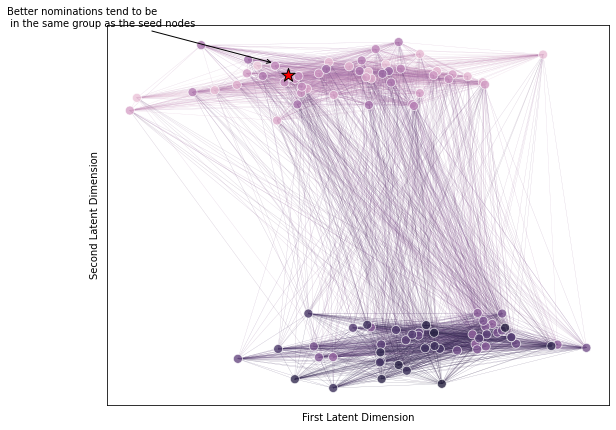 Better nominations tend to be
in the same group as the seed nodes
Second Latent Dimension
First Latent Dimension